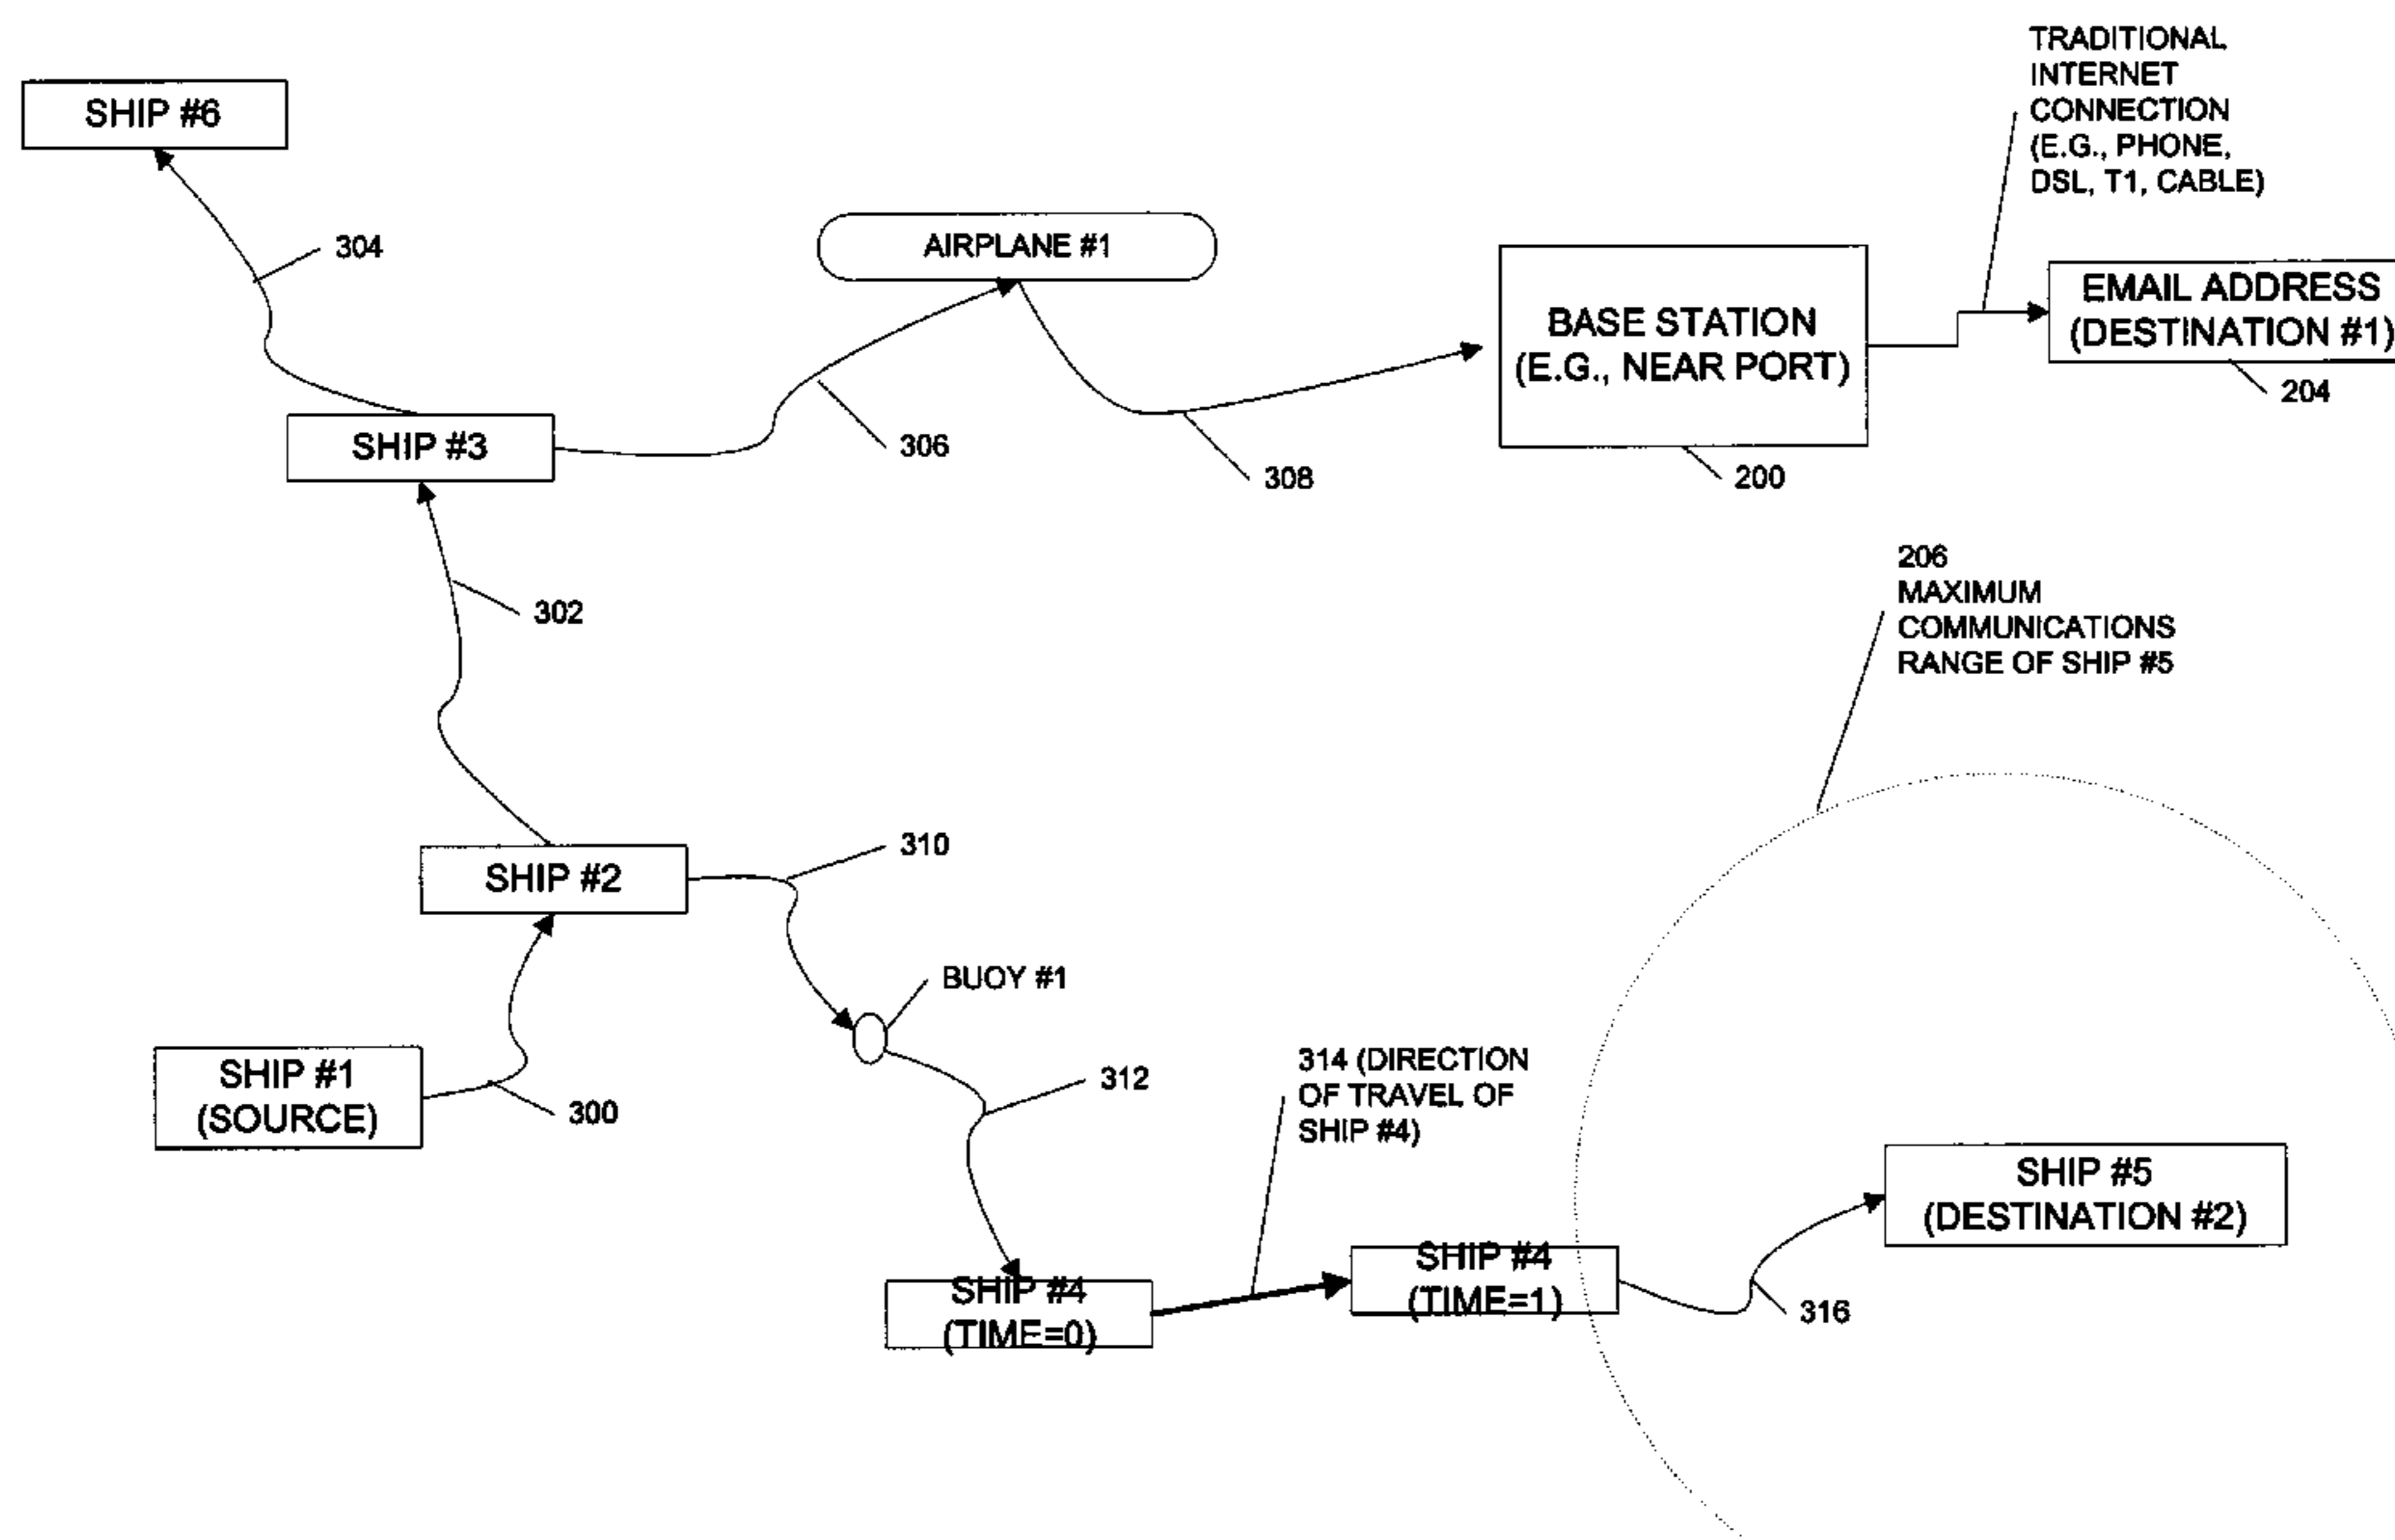 TRADITIONAL
INTERNET
CONNECTION
(E.G., PHONE,
DSL, T1, CABLE)
SHIP #6
304
AIRPLANE #1
EMAIL ADDRESS
(DESTINATION #1)
204
BASE STATION
(E.G., NEAR PORT)
200
SHIP #3
306
308
206
MAXIMUM
COMMUNICATIONS
RANGE OF SHIP #5
302
SHIP #2
310
BUOY #1
SHIP #1
(SOURCE)
300
312
314 (DIRECTION
OF TRAVEL OF
SHIP #4)
SHIP #5
(DESTINATION #2)
SHIP #4
(TIME=0)
SHIP #4
(TIME=1)
316